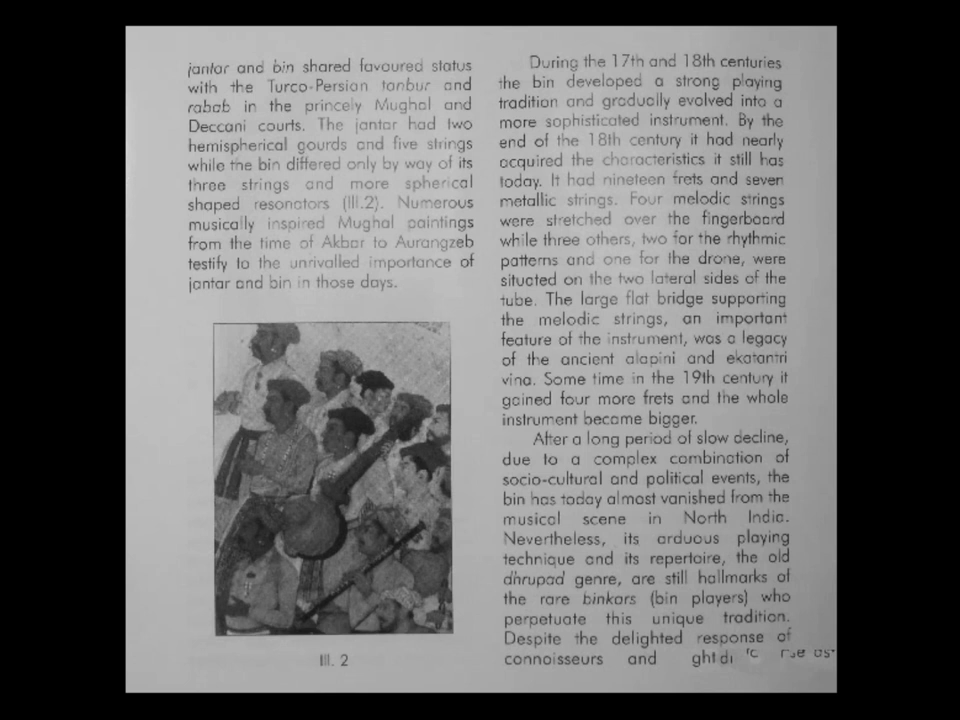 jantar and bin shared favoured status
with the Turco-Persian tanbur and
rabab in the princely Mughal and
Deccani courts. The jantar had two
hemispherical gourds and five strings
while the bin differed only by way of its
three strings and more spherical
shaped resonators (Ill.2). Numerous
musically inspired Mughal paintings
from the time of Akbar to Aurangzeb
testify to the unrivalled importance of
jantar and bin in those days.
Ill. 2
During the 17th and 18th centuries
the bin developed a strong playing
tradition and gradually evolved into a
more sophisticated instrument. By the
end of the 18th century it had nearly
acquired the characteristics it still has
today. It had nineteen frets and seven
metallic strings. Four melodic strings
were stretched over the fingerboard
while three others, two for the rhythmic
patterns and one for the drone, were
situated on the two lateral sides of the
tube. The large flat bridge supporting
the melodic strings, an important
feature of the instrument, was a legacy
of the ancient alapini and ekatantri
vina. Some time in the 19th century it
gained four more frets and the whole
instrument became bigger.
After a long period of slow decline,
due to a complex combination of
socio-cultural and political events, the
bin has today almost vanished from the
musical scene in North India.
Nevertheless, its arduous playing
technique and its repertoire, the old
dhrupad genre, are still hallmarks of
the rare binkars (bin players) who
perpetuate this unique tradition.
Despite the delighted response of
connoisseurs and